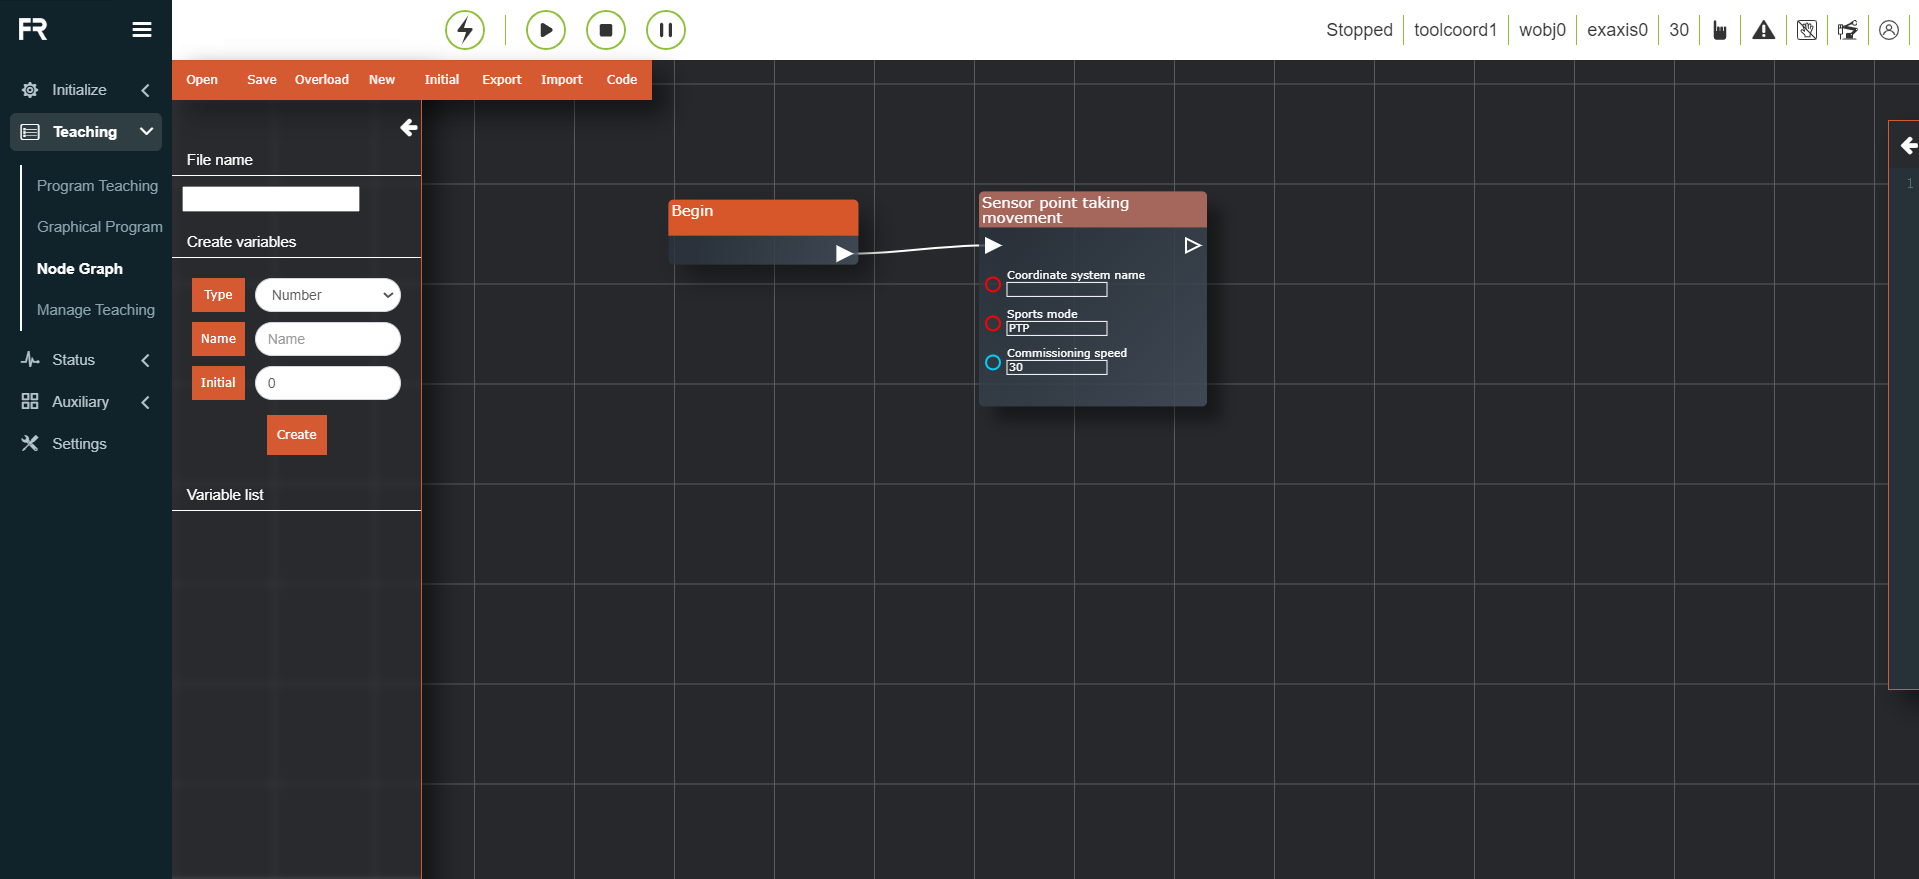 FR
Stopped
toolcoord1
wobj0
exaxis0
30
Open
Save
Overload
New
Initial
Export
Import
Code
Initialize
Teaching
Program Teaching
Graphical Program
Node Graph
Manage Teaching
Status
Auxiliary
Settings
File name
Create variables
Type
Number
Name
Name
Initial
0
Create
Variable list
Begin
Sensor point taking
movement
Coordinate system name
Sports mode
PTP
Commissioning speed
30
1